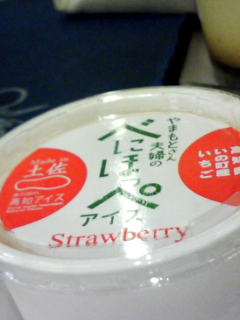 やまもとさん
夫婦の
べにほっぺ
アイス
Strawberry
Made in
土佐
高知アイス
高知県
いの町産
いちご